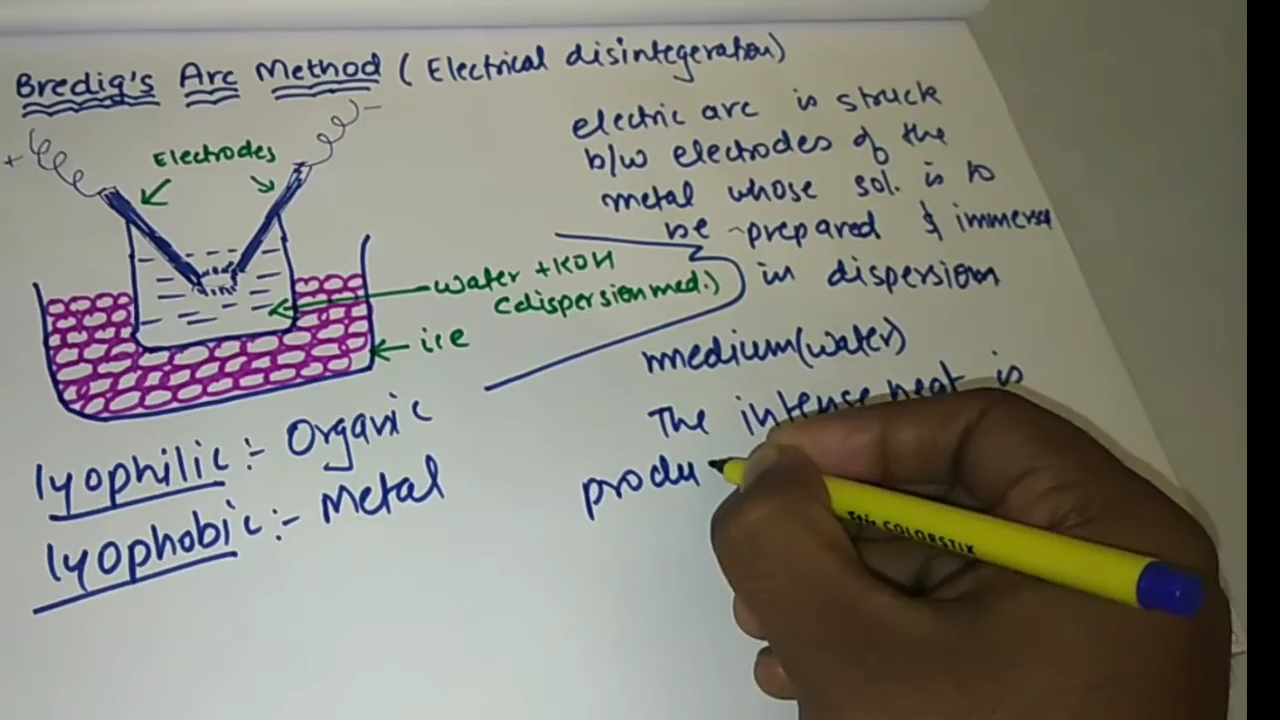 Bredig's Arc Method (Electrical disintegeration)
+
-
Electrodes
water + KOH
(dispersion med.)
ice
lyophilic :- Organic
lyophobic :- Metal
electric arc is struck
b/w electrodes of the
metal whose sol. is to
be prepared & immersed
in dispersion
medium (water)
The intense heat is
produ
COLORSTIX